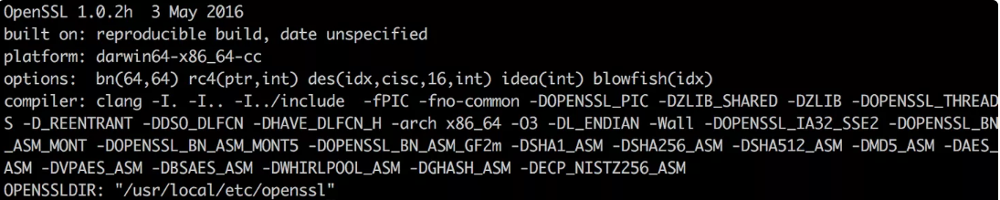 OpenSSL 1.0.2h  3 May 2016
built on: reproducible build, date unspecified
platform: darwin64-x86_64-cc
options:  bn(64,64) rc4(ptr,int) des(idx,cisc,16,int) idea(int) blowfish(idx)
compiler: clang -I. -I.. -I../include  -fPIC -fno-common -DOPENSSL_PIC -DZLIB_SHARED -DZLIB -DOPENSSL_THREAD
S -D_REENTRANT -DDSO_DLFCN -DHAVE_DLFCN_H -arch x86_64 -O3 -DL_ENDIAN -Wall -DOPENSSL_IA32_SSE2 -DOPENSSL_BN
_ASM_MONT -DOPENSSL_BN_ASM_MONT5 -DOPENSSL_BN_ASM_GF2m -DSHA1_ASM -DSHA256_ASM -DSHA512_ASM -DMD5_ASM -DAES_
ASM -DVPAES_ASM -DBSAES_ASM -DWHIRLPOOL_ASM -DGHASH_ASM -DECP_NISTZ256_ASM
OPENSSLDIR: "/usr/local/etc/openssl"